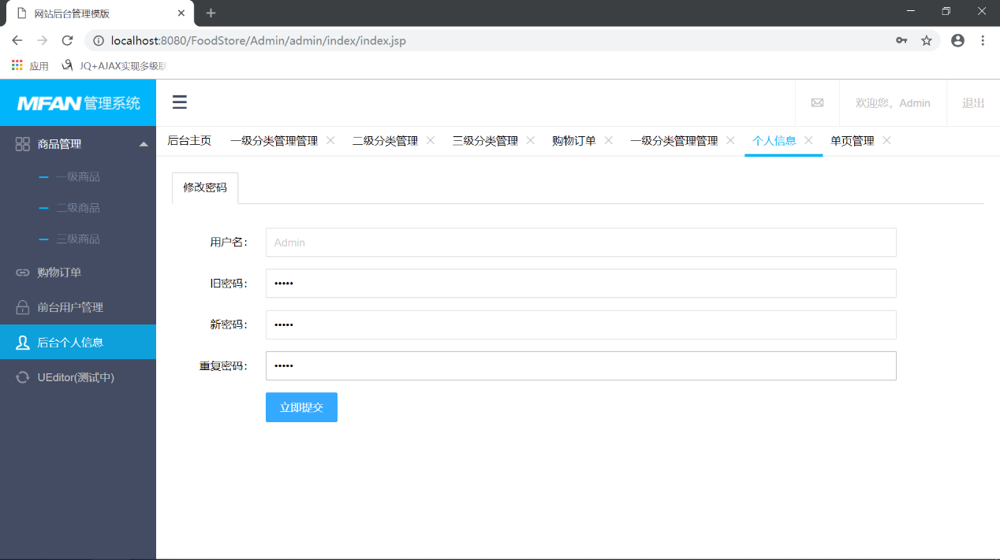 网站后台管理模版
localhost:8080/FoodStore/Admin/admin/index/index.jsp
应用 JQ+AJAX实现多级联
MFAN管理系统
欢迎您，Admin 退出
商品管理
一级商品
二级商品
三级商品
购物订单
前台用户管理
后台个人信息
UEditor(测试中)
后台主页 一级分类管理管理 二级分类管理 三级分类管理 购物订单 一级分类管理管理 个人信息 单页管理
修改密码
用户名： Admin
旧密码： •••••
新密码： •••••
重复密码： •••••
立即提交